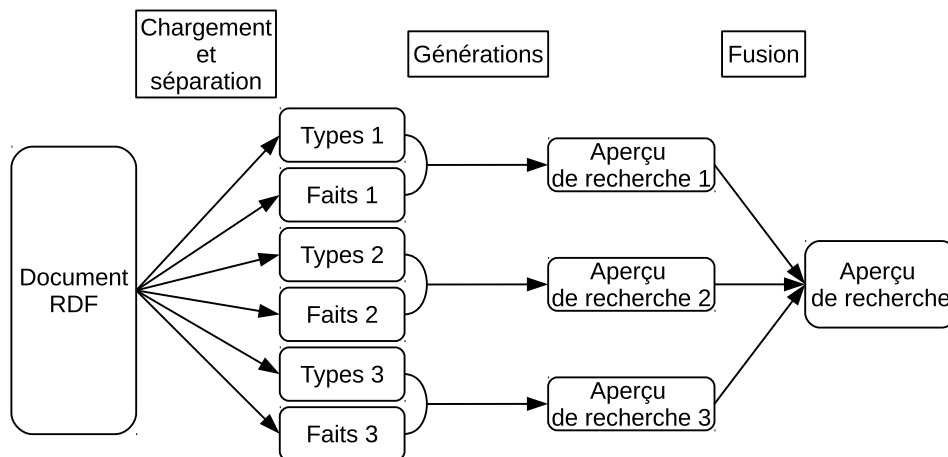 Chargement
et
séparation
Générations
Fusion
Document
RDF
Types 1
Faits 1
Types 2
Faits 2
Types 3
Faits 3
Aperçu
de recherche 1
Aperçu
de recherche 2
Aperçu
de recherche 3
Aperçu
de recherche